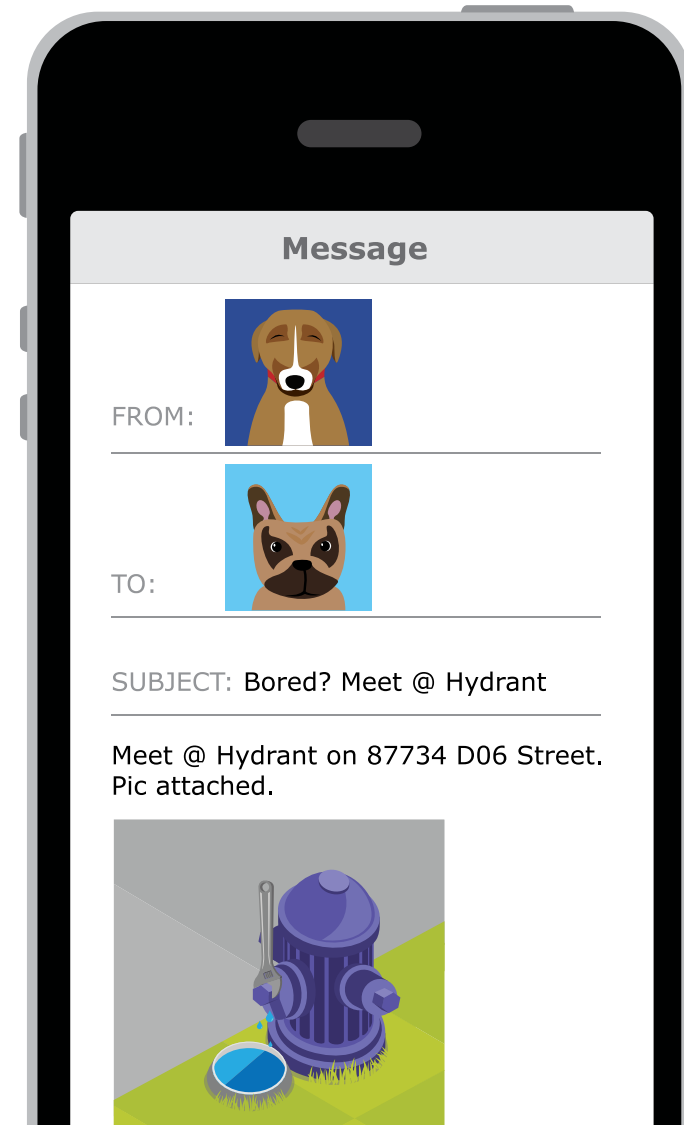 Message
FROM:
TO:
SUBJECT: Bored? Meet @ Hydrant
Meet @ Hydrant on 87734 D06 Street.
Pic attached.